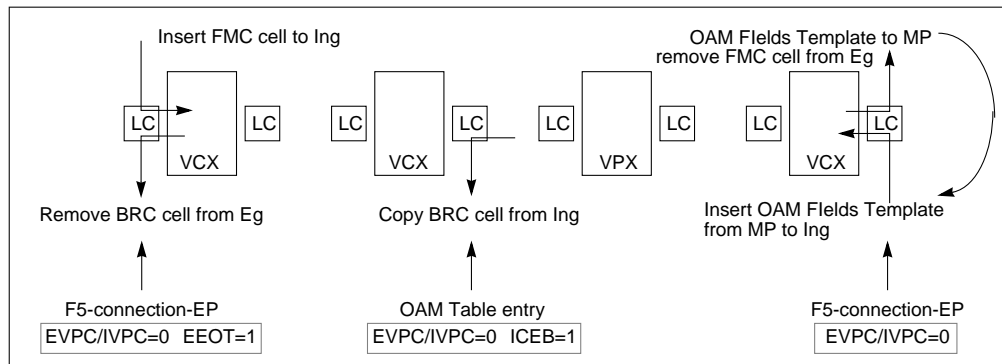 Insert FMC cell to Ing
OAM FIelds Template to MP
remove FMC cell from Eg
LC
VCX
LC
LC
VCX
LC
LC
VPX
LC
LC
VCX
LC
Remove BRC cell from Eg
Copy BRC cell from Ing
Insert OAM FIelds Template
from MP to Ing
F5-connection-EP
EVPC/IVPC=0 EEOT=1
OAM Table entry
EVPC/IVPC=0 ICEB=1
F5-connection-EP
EVPC/IVPC=0